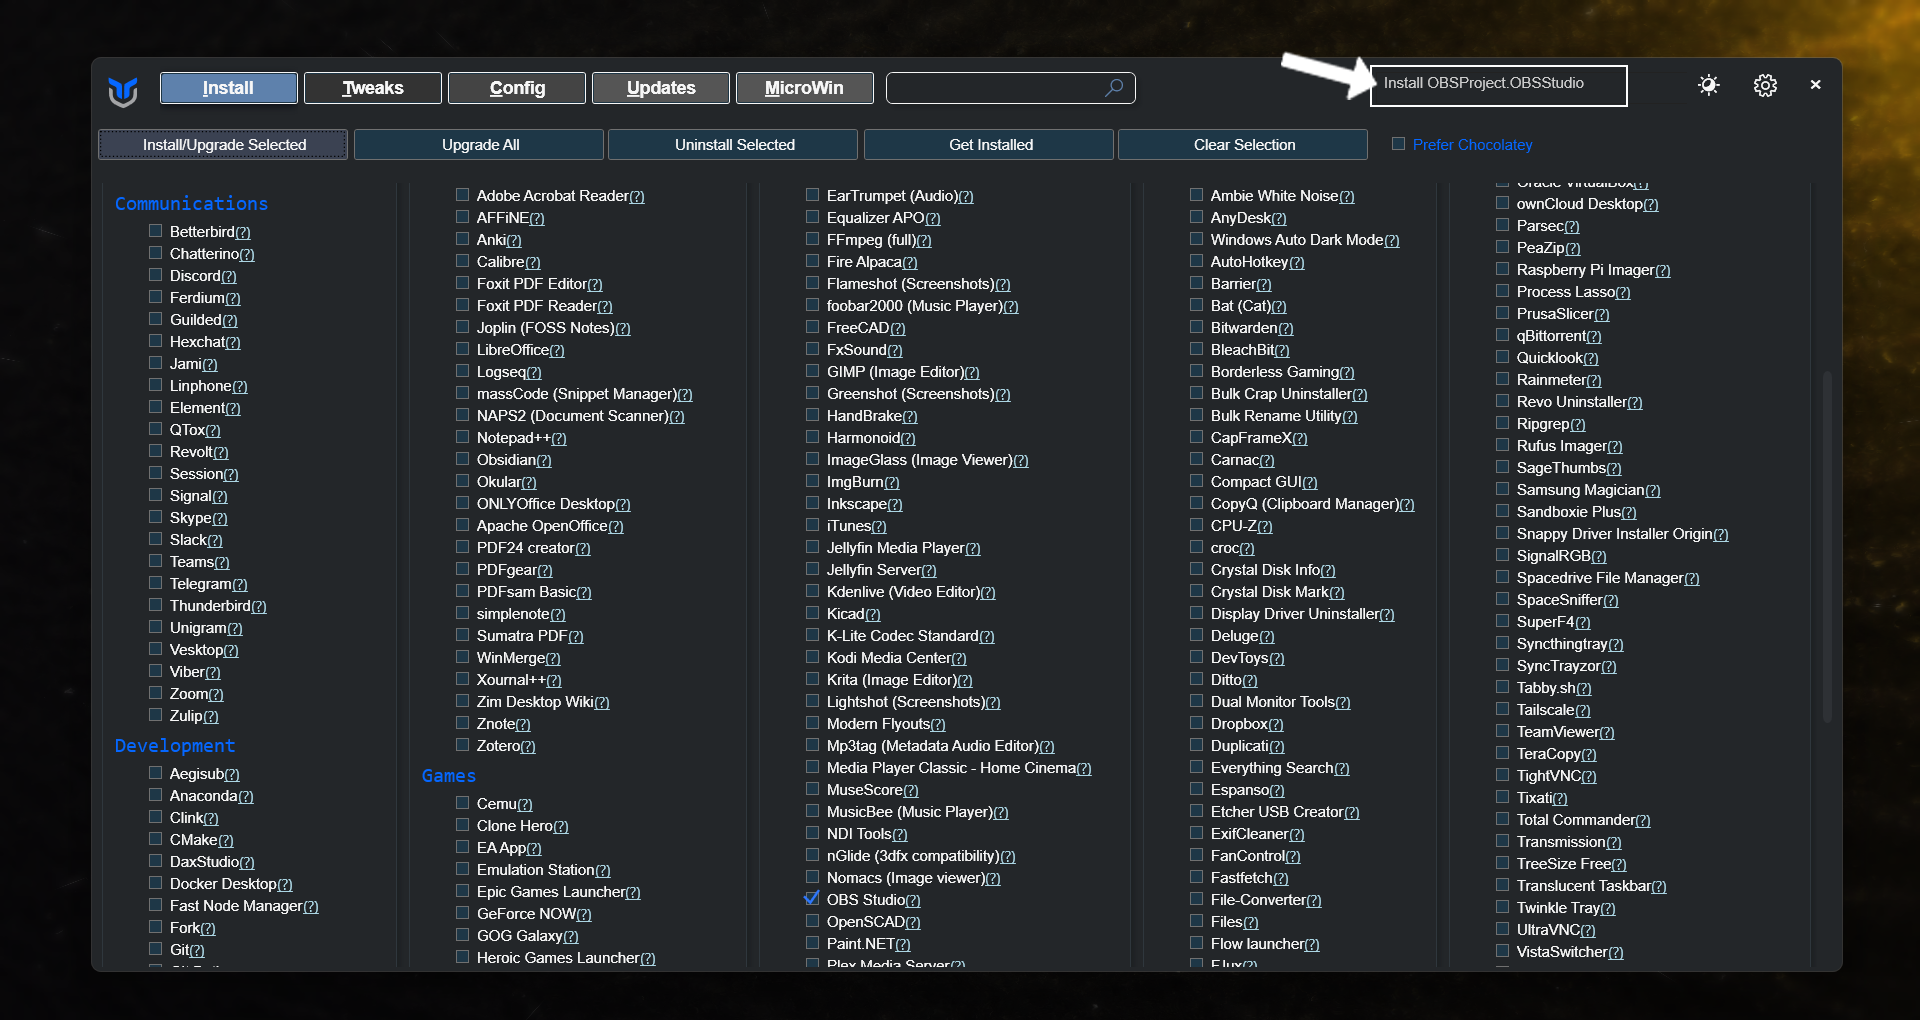 Install
Tweaks
Config
Updates
MicroWin
Install OBSProject.OBSStudio
Install/Upgrade Selected
Upgrade All
Uninstall Selected
Get Installed
Clear Selection
Prefer Chocolatey
Communications
Betterbird(?)
Chatterino(?)
Discord(?)
Ferdium(?)
Guilded(?)
Hexchat(?)
Jami(?)
Linphone(?)
Element(?)
QTox(?)
Revolt(?)
Session(?)
Signal(?)
Skype(?)
Slack(?)
Teams(?)
Telegram(?)
Thunderbird(?)
Unigram(?)
Vesktop(?)
Viber(?)
Zoom(?)
Zulip(?)
Development
Aegisub(?)
Anaconda(?)
Clink(?)
CMake(?)
DaxStudio(?)
Docker Desktop(?)
Fast Node Manager(?)
Fork(?)
Git(?)
Adobe Acrobat Reader(?)
AFFiNE(?)
Anki(?)
Calibre(?)
Foxit PDF Editor(?)
Foxit PDF Reader(?)
Joplin (FOSS Notes)(?)
LibreOffice(?)
Logseq(?)
massCode (Snippet Manager)(?)
NAPS2 (Document Scanner)(?)
Notepad++(?)
Obsidian(?)
Okular(?)
ONLYOffice Desktop(?)
Apache OpenOffice(?)
PDF24 creator(?)
PDFgear(?)
PDFsam Basic(?)
simplenote(?)
Sumatra PDF(?)
WinMerge(?)
Xournal++(?)
Zim Desktop Wiki(?)
Znote(?)
Zotero(?)
Games
Cemu(?)
Clone Hero(?)
EA App(?)
Emulation Station(?)
Epic Games Launcher(?)
GeForce NOW(?)
GOG Galaxy(?)
Heroic Games Launcher(?)
EarTrumpet (Audio)(?)
Equalizer APO(?)
FFmpeg (full)(?)
Fire Alpaca(?)
Flameshot (Screenshots)(?)
foobar2000 (Music Player)(?)
FreeCAD(?)
FxSound(?)
GIMP (Image Editor)(?)
Greenshot (Screenshots)(?)
HandBrake(?)
Harmonoid(?)
ImageGlass (Image Viewer)(?)
ImgBurn(?)
Inkscape(?)
iTunes(?)
Jellyfin Media Player(?)
Jellyfin Server(?)
Kdenlive (Video Editor)(?)
Kicad(?)
K-Lite Codec Standard(?)
Kodi Media Center(?)
Krita (Image Editor)(?)
Lightshot (Screenshots)(?)
Modern Flyouts(?)
Mp3tag (Metadata Audio Editor)(?)
Media Player Classic - Home Cinema(?)
MuseScore(?)
MusicBee (Music Player)(?)
NDI Tools(?)
nGlide (3dfx compatibility)(?)
Nomacs (Image viewer)(?)
OBS Studio(?)
OpenSCAD(?)
Paint.NET(?)
Plex Media Server(?)
Ambie White Noise(?)
AnyDesk(?)
Windows Auto Dark Mode(?)
AutoHotkey(?)
Barrier(?)
Bat (Cat)(?)
Bitwarden(?)
BleachBit(?)
Borderless Gaming(?)
Bulk Crap Uninstaller(?)
Bulk Rename Utility(?)
CapFrameX(?)
Carnac(?)
Compact GUI(?)
CopyQ (Clipboard Manager)(?)
CPU-Z(?)
croc(?)
Crystal Disk Info(?)
Crystal Disk Mark(?)
Display Driver Uninstaller(?)
Deluge(?)
DevToys(?)
Ditto(?)
Dual Monitor Tools(?)
Dropbox(?)
Duplicati(?)
Everything Search(?)
Espanso(?)
Etcher USB Creator(?)
ExifCleaner(?)
FanControl(?)
Fastfetch(?)
File-Converter(?)
Files(?)
Flow launcher(?)
Oracle VirtualBox(?)
ownCloud Desktop(?)
Parsec(?)
PeaZip(?)
Raspberry Pi Imager(?)
Process Lasso(?)
PrusaSlicer(?)
qBittorrent(?)
Quicklook(?)
Rainmeter(?)
Revo Uninstaller(?)
Ripgrep(?)
Rufus Imager(?)
SageThumbs(?)
Samsung Magician(?)
Sandboxie Plus(?)
Snappy Driver Installer Origin(?)
SignalRGB(?)
Spacedrive File Manager(?)
SpaceSniffer(?)
SuperF4(?)
Syncthingtray(?)
SyncTrayzor(?)
Tabby.sh(?)
Tailscale(?)
TeamViewer(?)
TeraCopy(?)
TightVNC(?)
Tixati(?)
Total Commander(?)
Transmission(?)
TreeSize Free(?)
Translucent Taskbar(?)
Twinkle Tray(?)
UltraVNC(?)
VistaSwitcher(?)